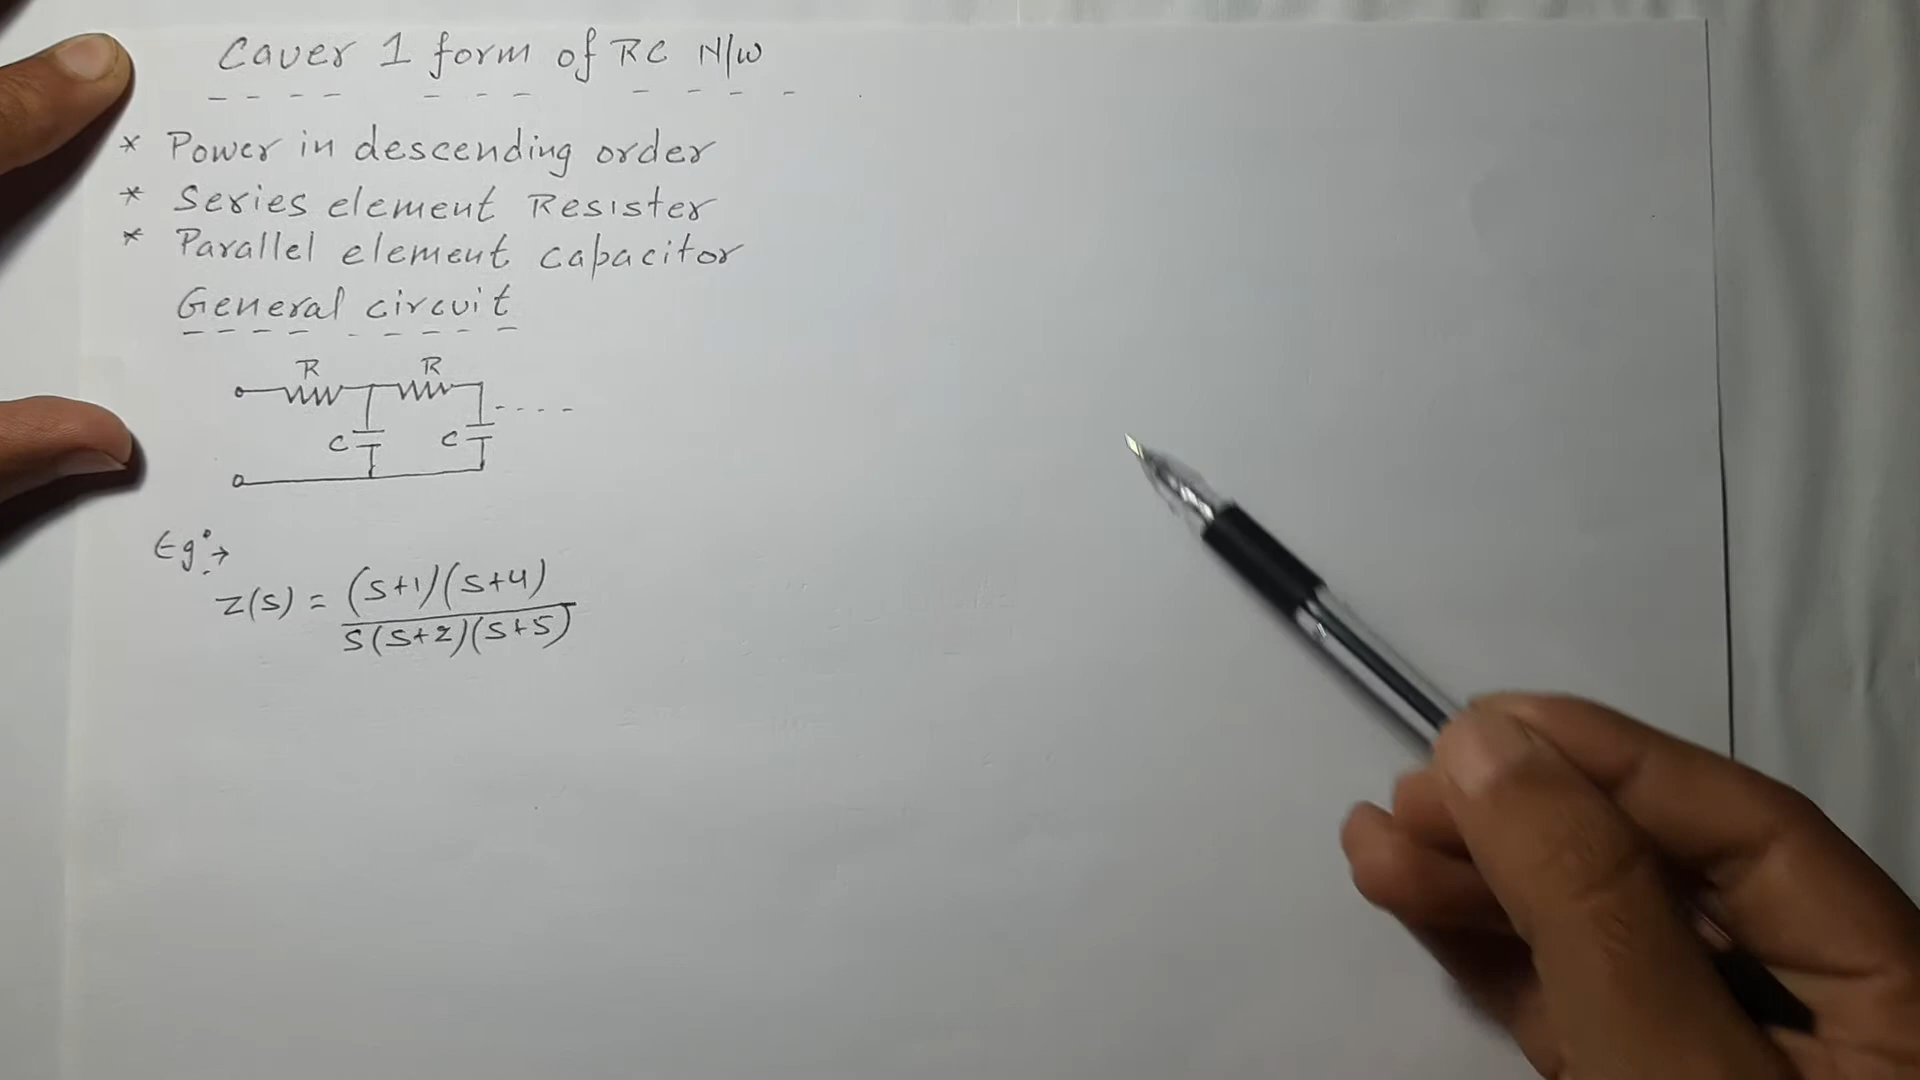 Cauer 1 form of RC N/W
* Power in descending order
* Series element Resister
* Parallel element capacitor
General circuit
R R
C C
Eg:→
Z(s) = (s+1)(s+4)
s(s+2)(s+5)